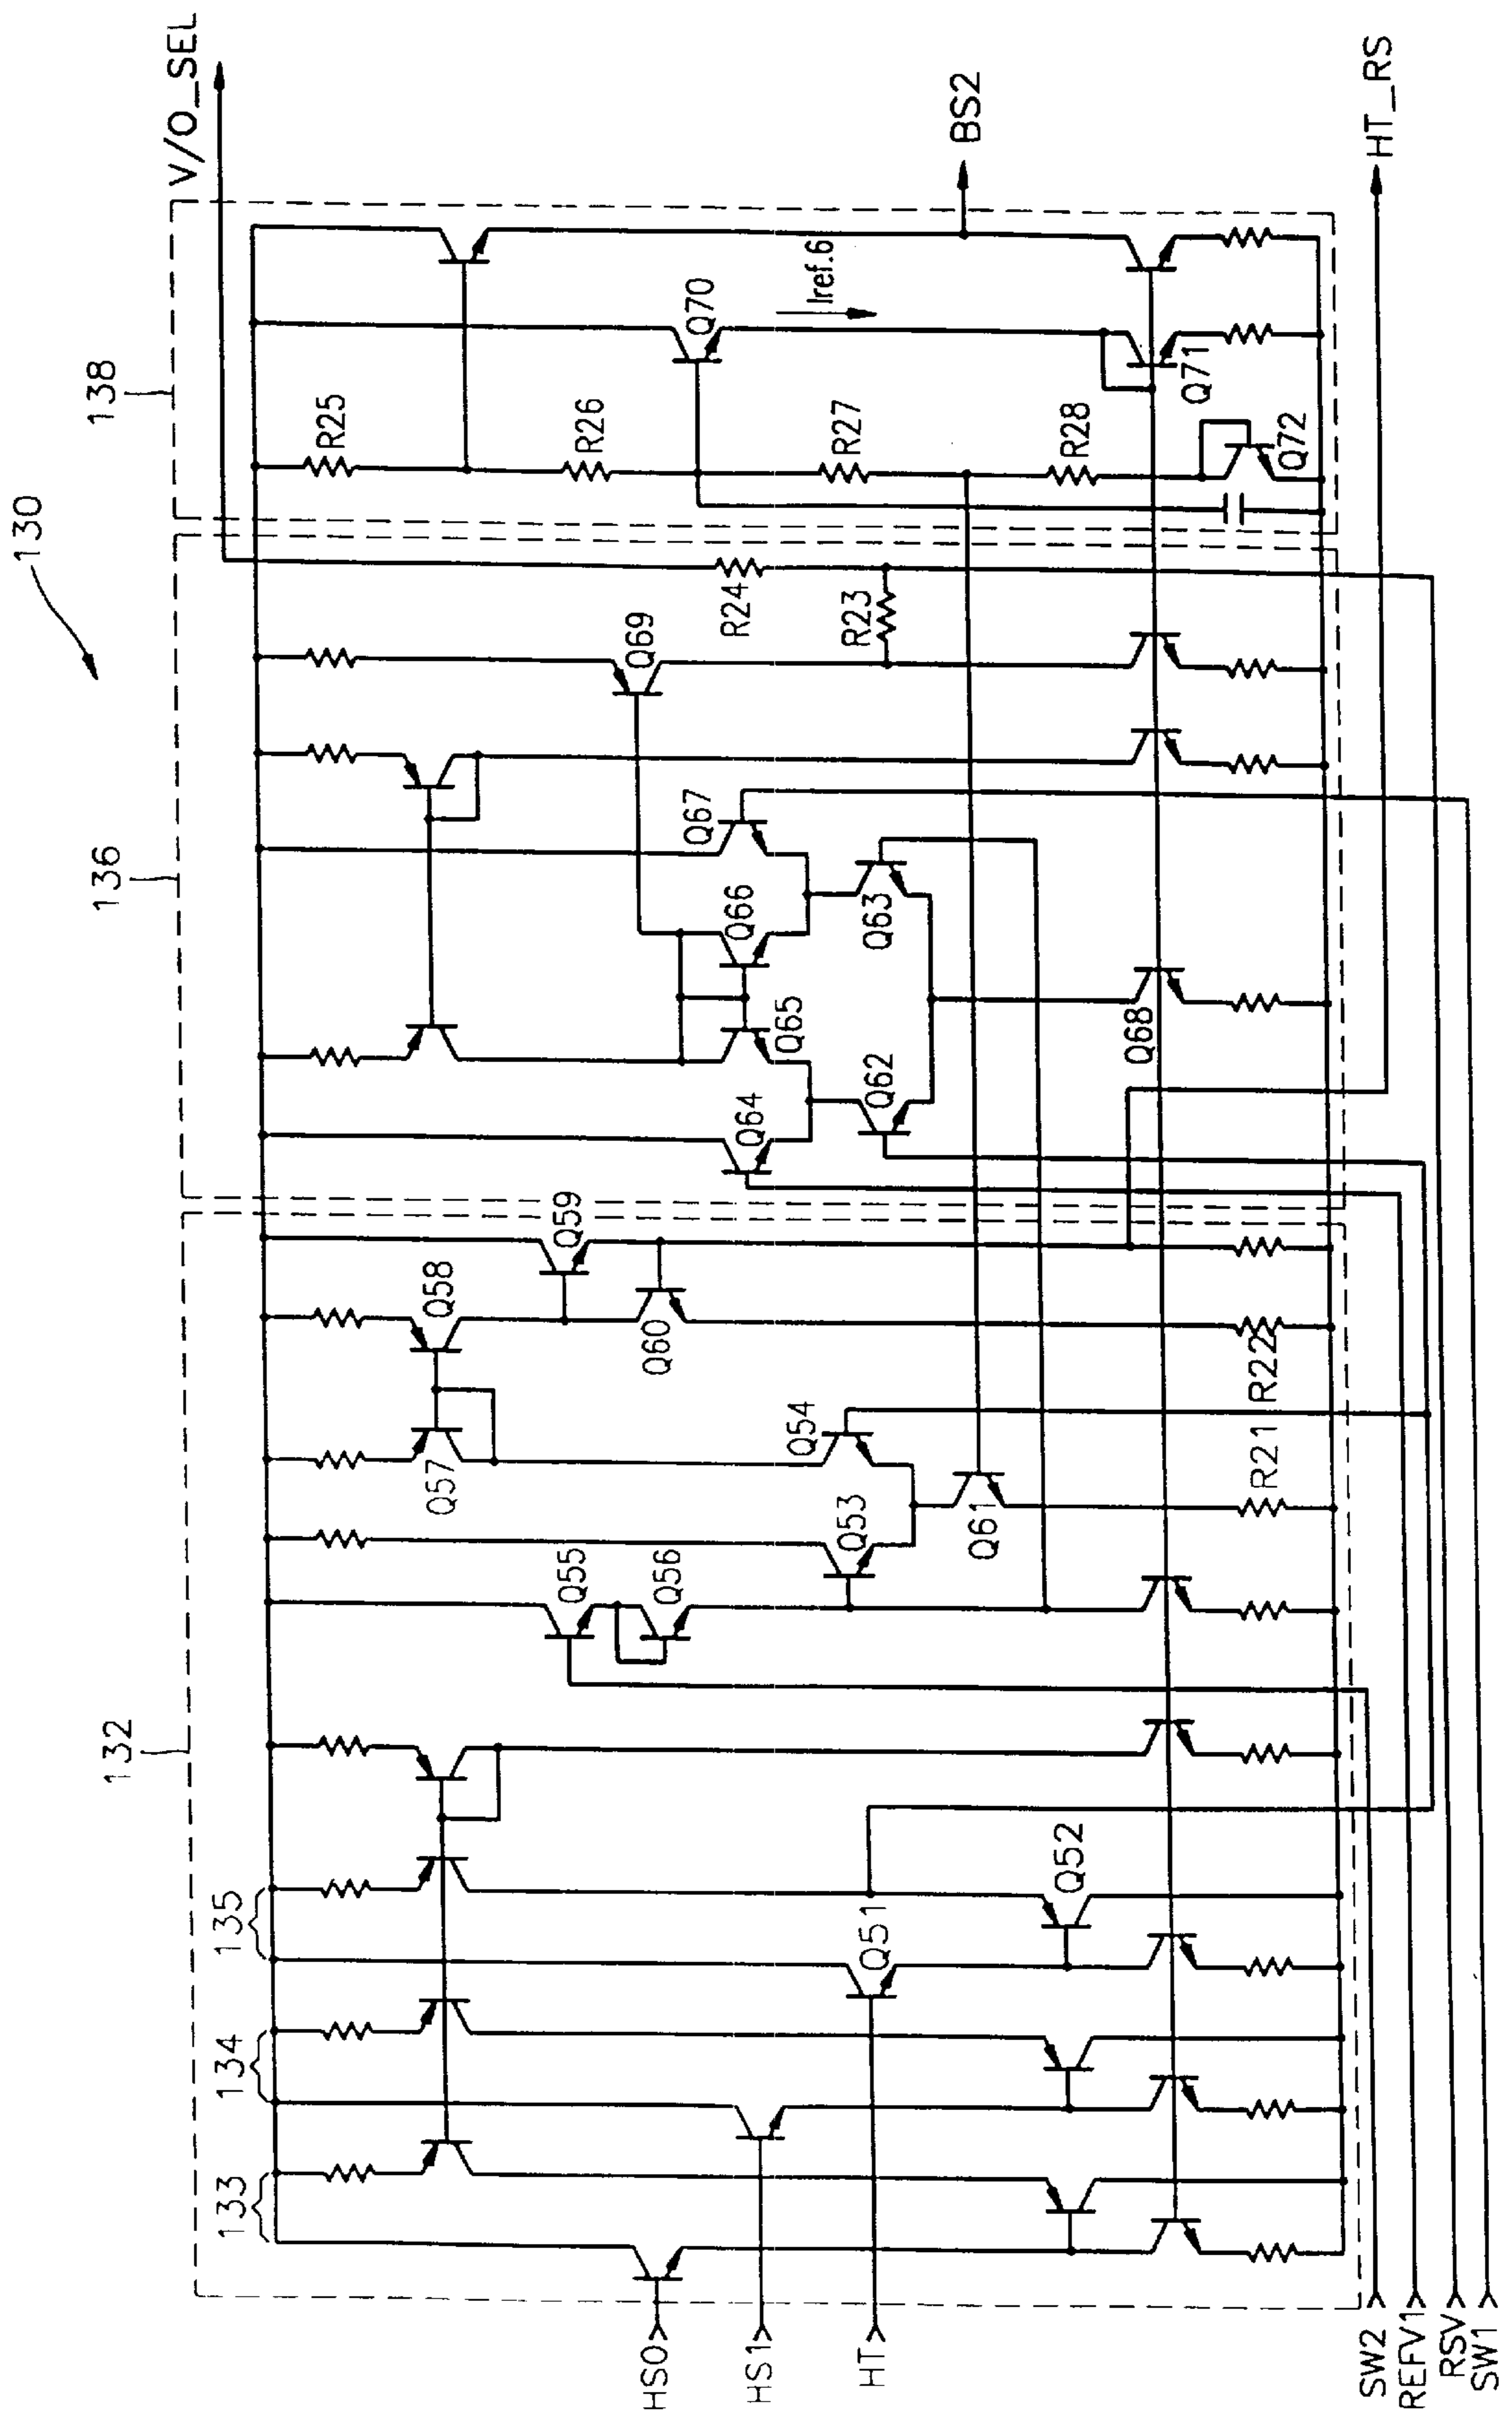 130
132
136
138
133
134
135
V/O_SEL
BS2
HT_RS
HS0
HS1
HT
SW2
REFV1
RSV
SW1
Q51
Q52
Q53
Q54
Q55
Q56
Q57
Q58
Q59
Q60
Q61
Q62
Q63
Q64
Q65
Q66
Q67
Q68
Q69
Q70
Q71
Q72
R21
R22
R23
R24
R25
R26
R27
R28
Iref.6